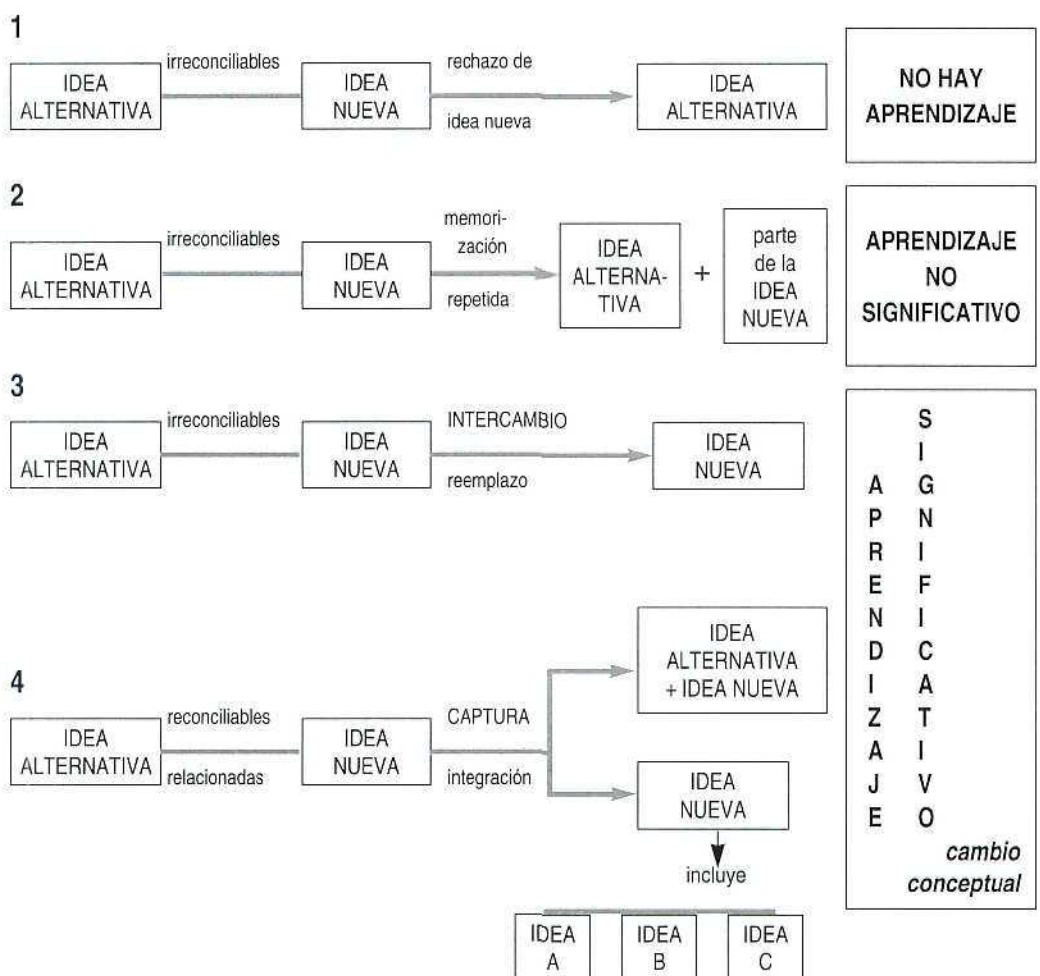 1
IDEA
ALTERNATIVA
irreconciliables
IDEA
NUEVA
rechazo de
idea nueva
IDEA
ALTERNATIVA
NO HAY
APRENDIZAJE
2
IDEA
ALTERNATIVA
irreconciliables
IDEA
NUEVA
memori-
zación
repetida
IDEA
ALTERNA-
TIVA
+
parte
de la
IDEA
NUEVA
APRENDIZAJE
NO
SIGNIFICATIVO
3
IDEA
ALTERNATIVA
irreconciliables
IDEA
NUEVA
INTERCAMBIO
reemplazo
IDEA
NUEVA
4
IDEA
ALTERNATIVA
reconciliables
relacionadas
IDEA
NUEVA
CAPTURA
integración
IDEA
ALTERNATIVA
+ IDEA NUEVA
IDEA
NUEVA
incluye
IDEA
A
IDEA
B
IDEA
C
APRENDIZAJE
SIGNIFICATIVO
cambio
conceptual